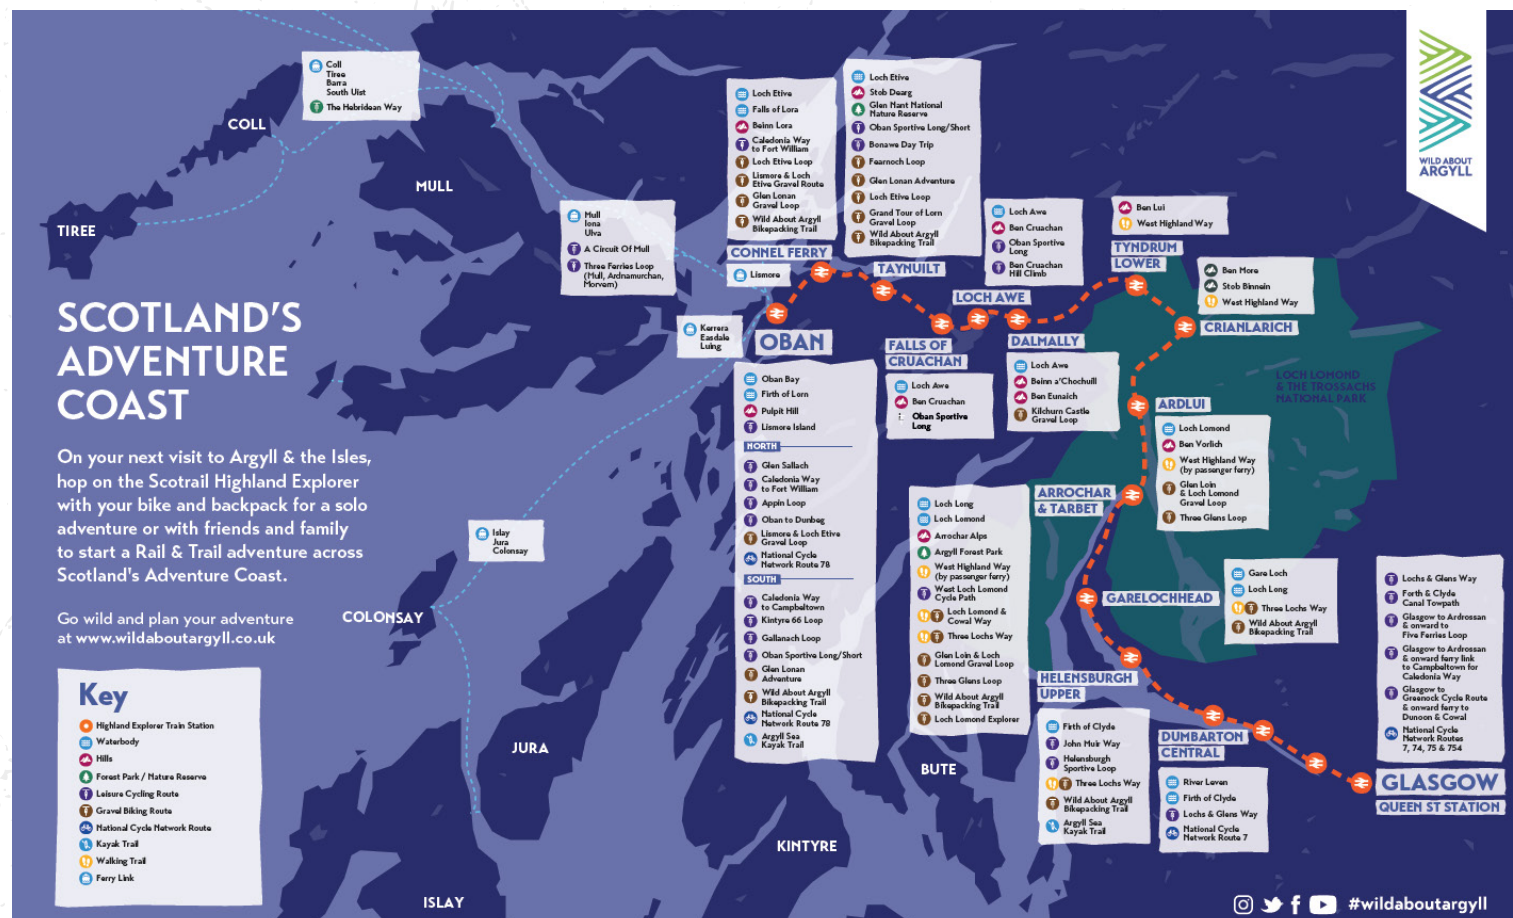 WILD ABOUT
ARGYLL
Coll
Tiree
Barra
South Uist
The Hebridean Way
COLL
MULL
TIREE
Mull
Iona
Ulva
A Circuit Of Mull
Three Ferries Loop
(Mull, Ardnamurchan,
Morvern)
Loch Etive
Falls of Lora
Beinn Lora
Caledonia Way
to Fort William
Loch Etive Loop
Lismore & Loch
Etive Gravel Route
Glen Lonan
Gravel Loop
Wild About Argyll
Bikepacking Trail
CONNEL FERRY
Lismore
Loch Etive
Stob Dearg
Glen Nant National
Nature Reserve
Oban Sportive Long/Short
Bonawe Day Trip
Fearnoch Loop
Glen Lonan Adventure
Loch Etive Loop
Grand Tour of Lorn
Gravel Loop
Wild About Argyll
Bikepacking Trail
TAYNUILT
Loch Awe
Ben Cruachan
Oban Sportive
Long
Ben Cruachan
Hill Climb
LOCH AWE
Ben Lui
West Highland Way
TYNDRUM
LOWER
Ben More
Stob Binnein
West Highland Way
CRIANLARICH
SCOTLAND'S
ADVENTURE
COAST
On your next visit to Argyll & the Isles,
hop on the Scotrail Highland Explorer
with your bike and backpack for a solo
adventure or with friends and family
to start a Rail & Trail adventure across
Scotland's Adventure Coast.
Go wild and plan your adventure
at www.wildaboutargyll.co.uk
Kerrera
Easdale
Luing
OBAN
Oban Bay
Firth of Lorn
Pulpit Hill
Lismore Island
NORTH
Glen Sallach
Caledonia Way
to Fort William
Appin Loop
Oban to Dunbeg
Lismore & Loch Etive
Gravel Loop
National Cycle
Network Route 78
SOUTH
Caledonia Way
to Campbeltown
Kintyre 66 Loop
Gallanach Loop
Oban Sportive Long/Short
Glen Lonan
Adventure
Wild About Argyll
Bikepacking Trail
National Cycle
Network Route 78
Argyll Sea
Kayak Trail
FALLS OF
CRUACHAN
Loch Awe
Ben Cruachan
Oban Sportive
Long
DALMALLY
Loch Awe
Beinn a'Chochuill
Ben Eunaich
Kilchurn Castle
Gravel Loop
LOCH LOMOND
& THE TROSSACHS
NATIONAL PARK
ARDLUI
Loch Lomond
Ben Vorlich
West Highland Way
(by passenger ferry)
Glen Loin
& Loch Lomond
Gravel Loop
Three Glens Loop
ARROCHAR
& TARBET
Loch Long
Loch Lomond
Arrochar Alps
Argyll Forest Park
West Highland Way
(by passenger ferry)
West Loch Lomond
Cycle Path
Loch Lomond &
Cowal Way
Three Lochs Way
Glen Loin & Loch
Lomond Gravel Loop
Three Glens Loop
Wild About Argyll
Bikepacking Trail
Loch Lomond Explorer
GARELOCHHEAD
Gare Loch
Loch Long
Three Lochs Way
Wild About Argyll
Bikepacking Trail
Islay
Jura
Colonsay
COLONSAY
HELENSBURGH
UPPER
Firth of Clyde
John Muir Way
Helensburgh
Sportive Loop
Three Lochs Way
Wild About Argyll
Bikepacking Trail
Argyll Sea
Kayak Trail
DUMBARTON
CENTRAL
River Leven
Firth of Clyde
Lochs & Glens Way
National Cycle
Network Route 7
Lochs & Glens Way
Forth & Clyde
Canal Towpath
Glasgow to Ardrossan
& onward to
Five Ferries Loop
Glasgow to Ardrossan
& onward ferry link
to Campbeltown for
Caledonia Way
Glasgow to
Greenock Cycle Route
& onward ferry to
Dunoon & Cowal
National Cycle
Network Routes
7, 74, 75 & 754
GLASGOW
QUEEN ST STATION
Key
Highland Explorer Train Station
Waterbody
Hills
Forest Park / Nature Reserve
Leisure Cycling Route
Gravel Biking Route
National Cycle Network Route
Kayak Trail
Walking Trail
Ferry Link
JURA
BUTE
KINTYRE
ISLAY
#wildaboutargyll